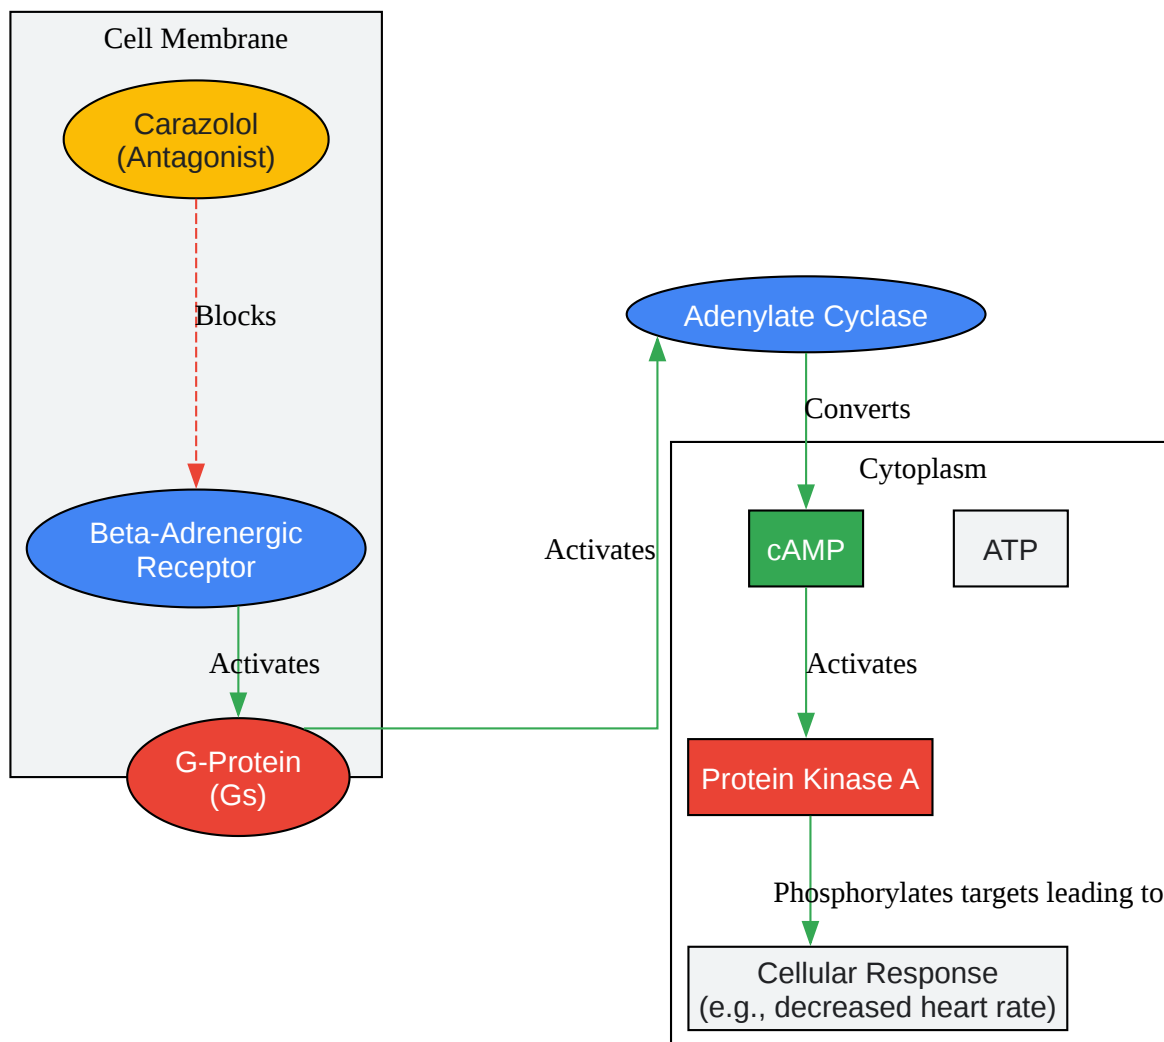 Cell Membrane
Carazolol
(Antagonist)
Blocks
Adenylate Cyclase
Converts
Cytoplasm
Beta-Adrenergic
Receptor
Activates
cAMP
ATP
Activates
Activates
G-Protein
(Gs)
Protein Kinase A
Phosphorylates targets leading to
Cellular Response
(e.g., decreased heart rate)